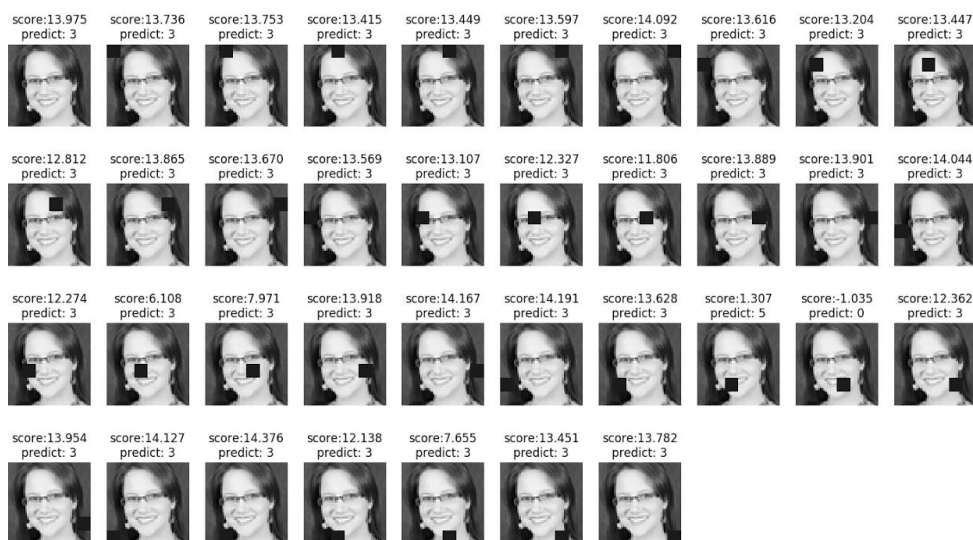 score:13.975 score:13.736 score:13.753 score:13.415 score:13.449 score:13.597 score:14.092 score:13.616 score:13.204 score:13.447
predict: 3 predict: 3 predict: 3 predict: 3 predict: 3 predict: 3 predict: 3 predict: 3 predict: 3 predict: 3
score:12.812 score:13.865 score:13.670 score:13.569 score:13.107 score:12.327 score:11.806 score:13.889 score:13.901 score:14.044
predict: 3 predict: 3 predict: 3 predict: 3 predict: 3 predict: 3 predict: 3 predict: 3 predict: 3 predict: 3
score:12.274 score:6.108 score:7.971 score:13.918 score:14.167 score:14.191 score:13.628 score:1.307 score:-1.035 score:12.362
predict: 3 predict: 3 predict: 3 predict: 3 predict: 3 predict: 3 predict: 3 predict: 5 predict: 0 predict: 3
score:13.954 score:14.127 score:14.376 score:12.138 score:7.655 score:13.451 score:13.782
predict: 3 predict: 3 predict: 3 predict: 3 predict: 3 predict: 3 predict: 3